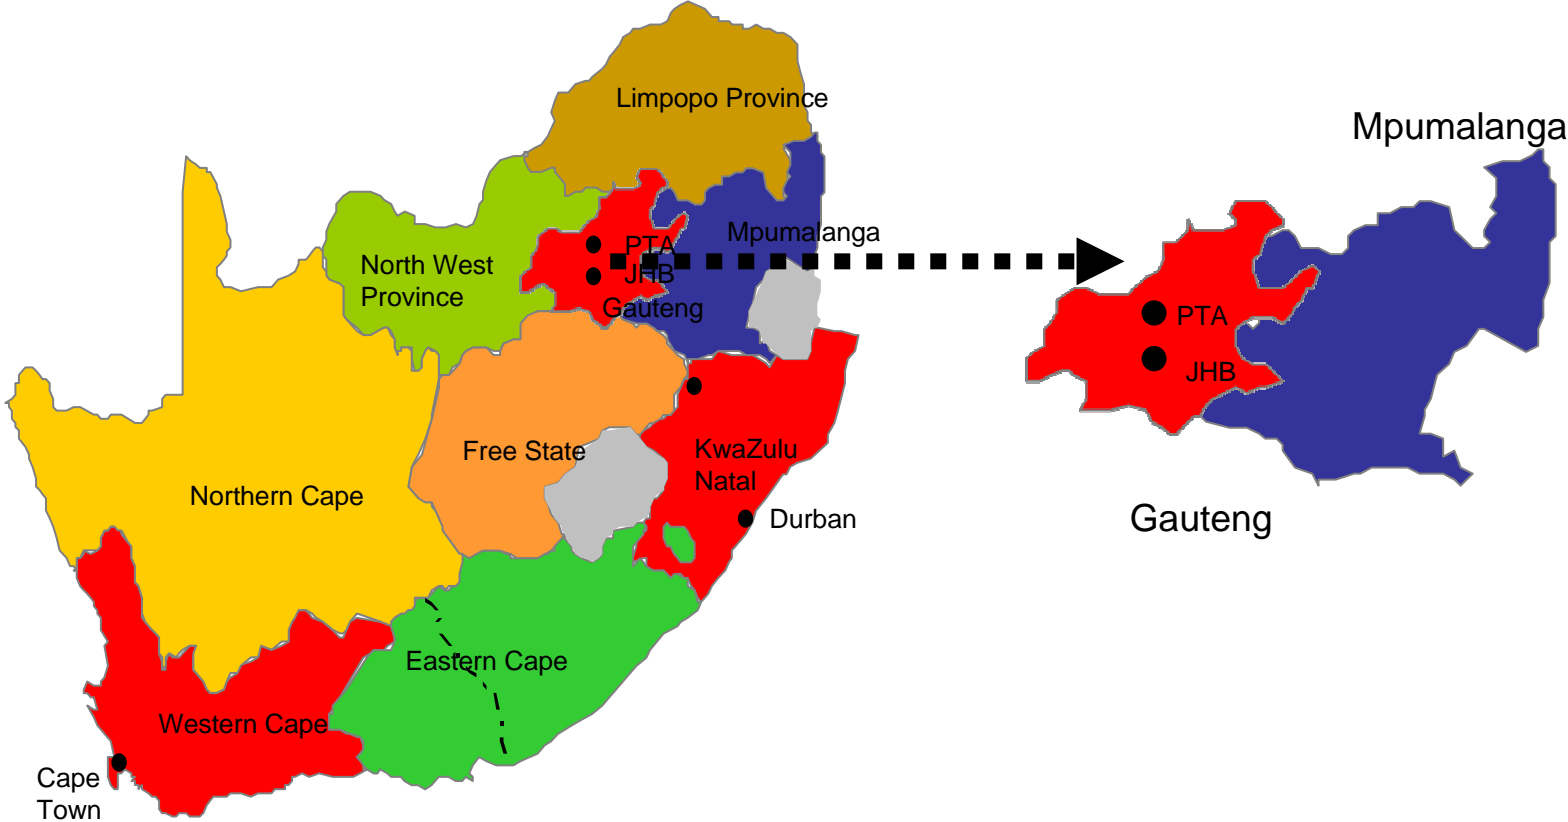 Limpopo Province
Mpumalanga
PTA
Mpumalanga
North West
Province
JHB
Gauteng
PTA
JHB
Free State
KwaZulu
Natal
Northern Cape
Durban
Gauteng
Eastern Cape
Western Cape
Cape
Town